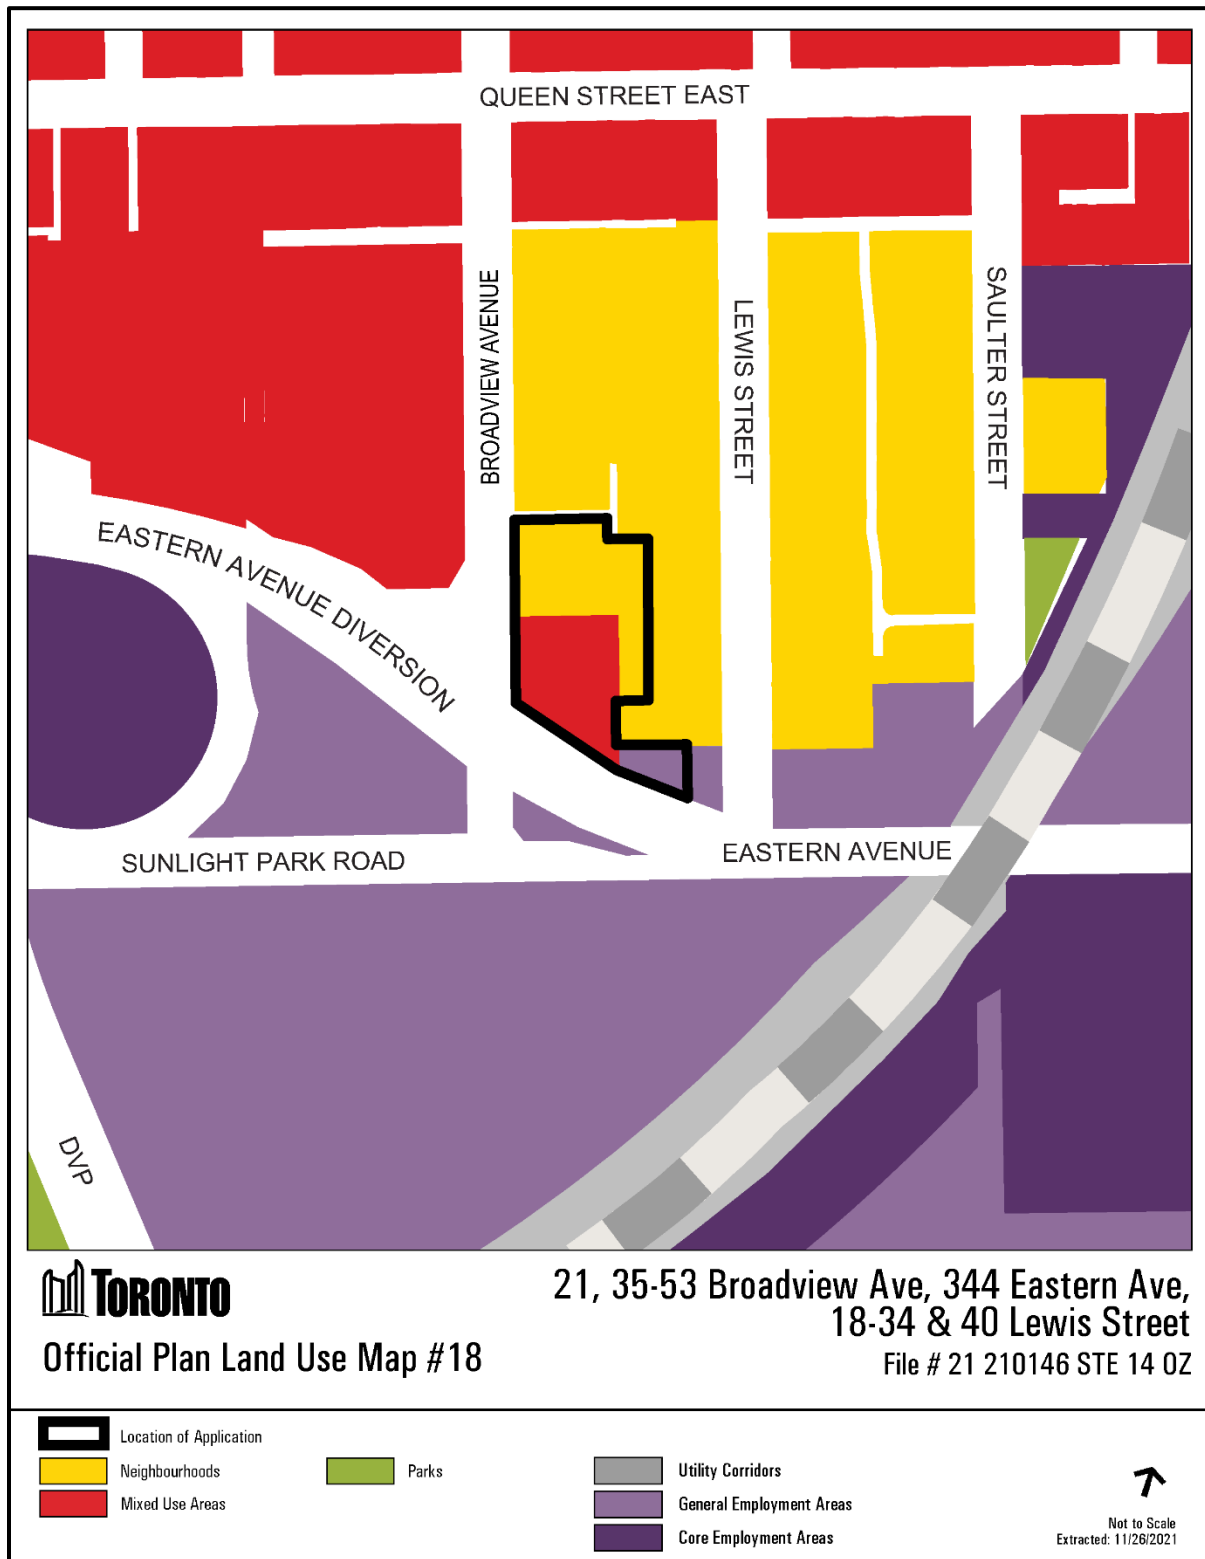 QUEEN STREET EAST
BROADVIEW AVENUE
LEWIS STREET
SAULTER STREET
EASTERN AVENUE DIVERSION
SUNLIGHT PARK ROAD
EASTERN AVENUE
DVP
TORONTO
Official Plan Land Use Map #18
21, 35-53 Broadview Ave, 344 Eastern Ave,
18-34 & 40 Lewis Street
File # 21 210146 STE 14 OZ
Location of Application
Neighbourhoods
Mixed Use Areas
Parks
Utility Corridors
General Employment Areas
Core Employment Areas
Not to Scale
Extracted: 11/26/2021